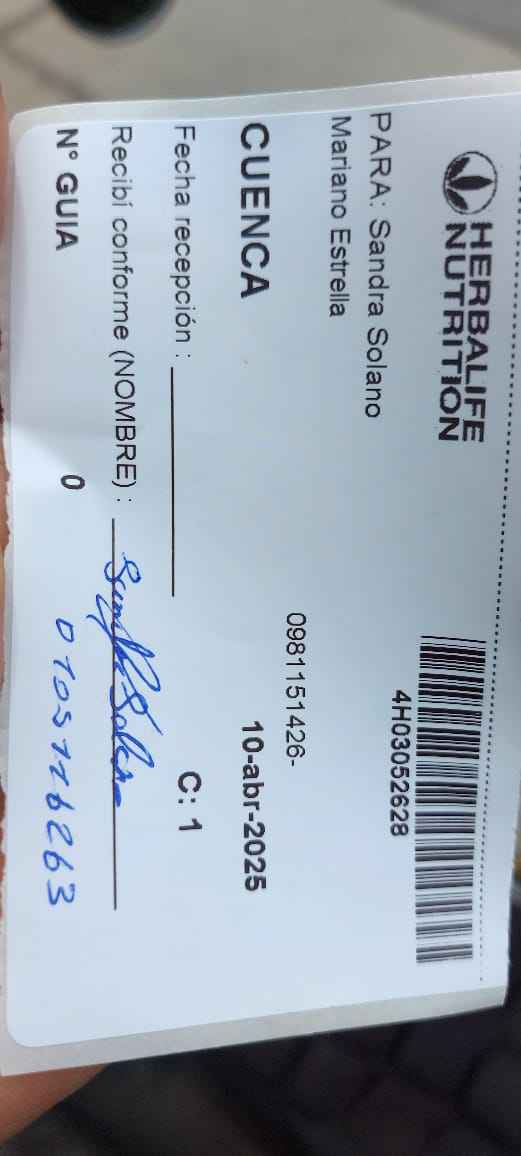 HERBALIFE
NUTRITION
4H03052628
PARA: Sandra Solano
Mariano Estrella
0981151426-
CUENCA 10-abr-2025
Fecha recepción :
C: 1
Recibí conforme (NOMBRE) : Solano
N° GUIA 0